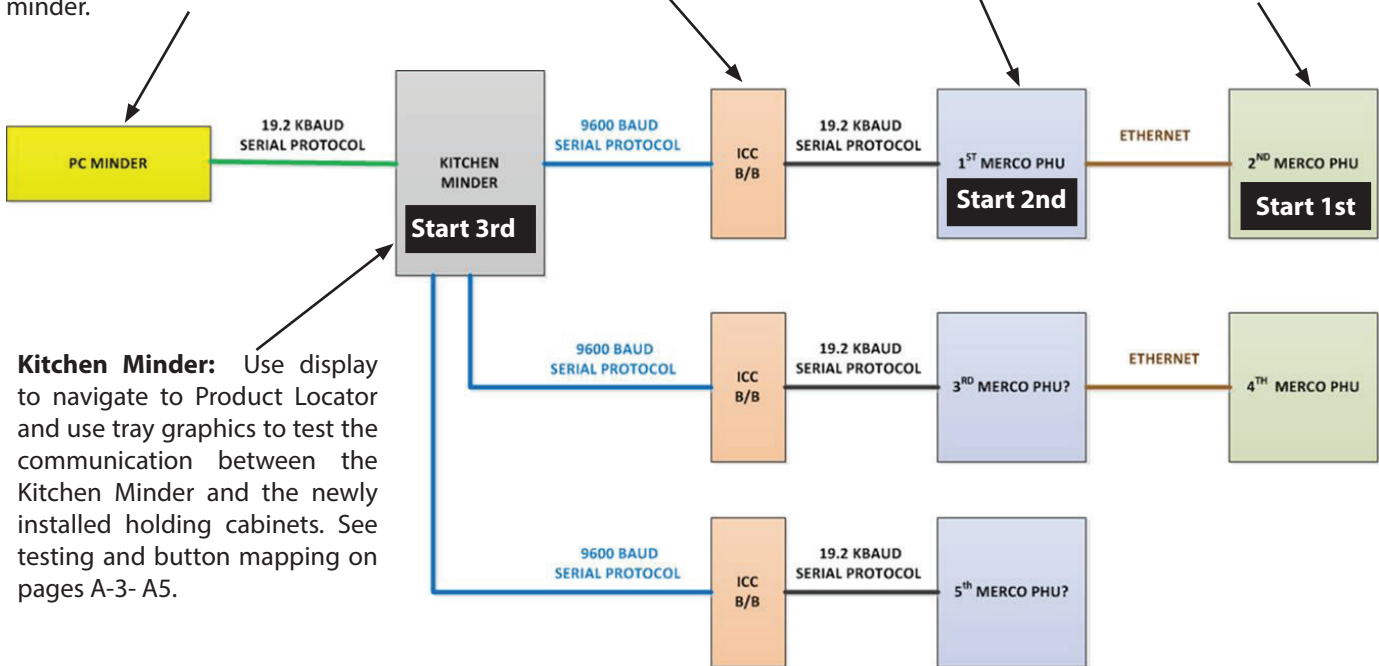 minder.
19.2 KBAUD
SERIAL PROTOCOL
9600 BAUD
SERIAL PROTOCOL
19.2 KBAUD
SERIAL PROTOCOL
ETHERNET
PC MINDER
KITCHEN
MINDER
Start 3rd
ICC
B/B
1ST MERCO PHU
Start 2nd
2ND MERCO PHU
Start 1st
Kitchen Minder: Use display
to navigate to Product Locator
and use tray graphics to test the
communication between the
Kitchen Minder and the newly
installed holding cabinets. See
testing and button mapping on
pages A-3- A5.
9600 BAUD
SERIAL PROTOCOL
ICC
B/B
19.2 KBAUD
SERIAL PROTOCOL
3RD MERCO PHU?
ETHERNET
4TH MERCO PHU
9600 BAUD
SERIAL PROTOCOL
ICC
B/B
19.2 KBAUD
SERIAL PROTOCOL
5th MERCO PHU?